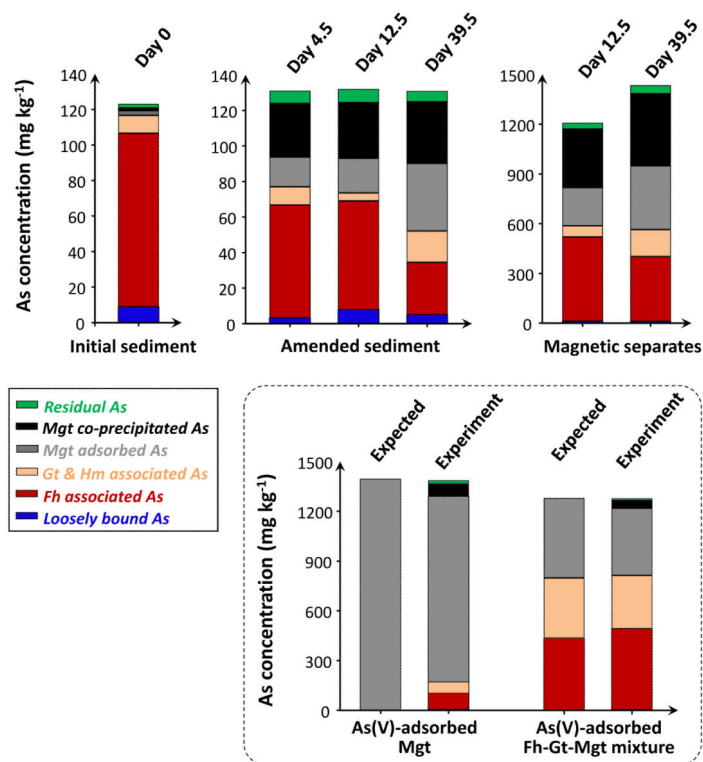 Day 0
Day 4.5
Day 12.5
Day 39.5
Day 12.5
Day 39.5
As concentration (mg kg⁻¹)
140
120
100
80
60
40
20
0
Initial sediment
140
120
100
80
60
40
20
0
Amended sediment
1500
1200
900
600
300
0
Magnetic separates
Residual As
Mgt co-precipitated As
Mgt adsorbed As
Gt & Hm associated As
Fh associated As
Loosely bound As
Expected
Experiment
Expected
Experiment
As concentration (mg kg⁻¹)
1500
1200
900
600
300
0
As(V)-adsorbed
Mgt
As(V)-adsorbed
Fh-Gt-Mgt mixture